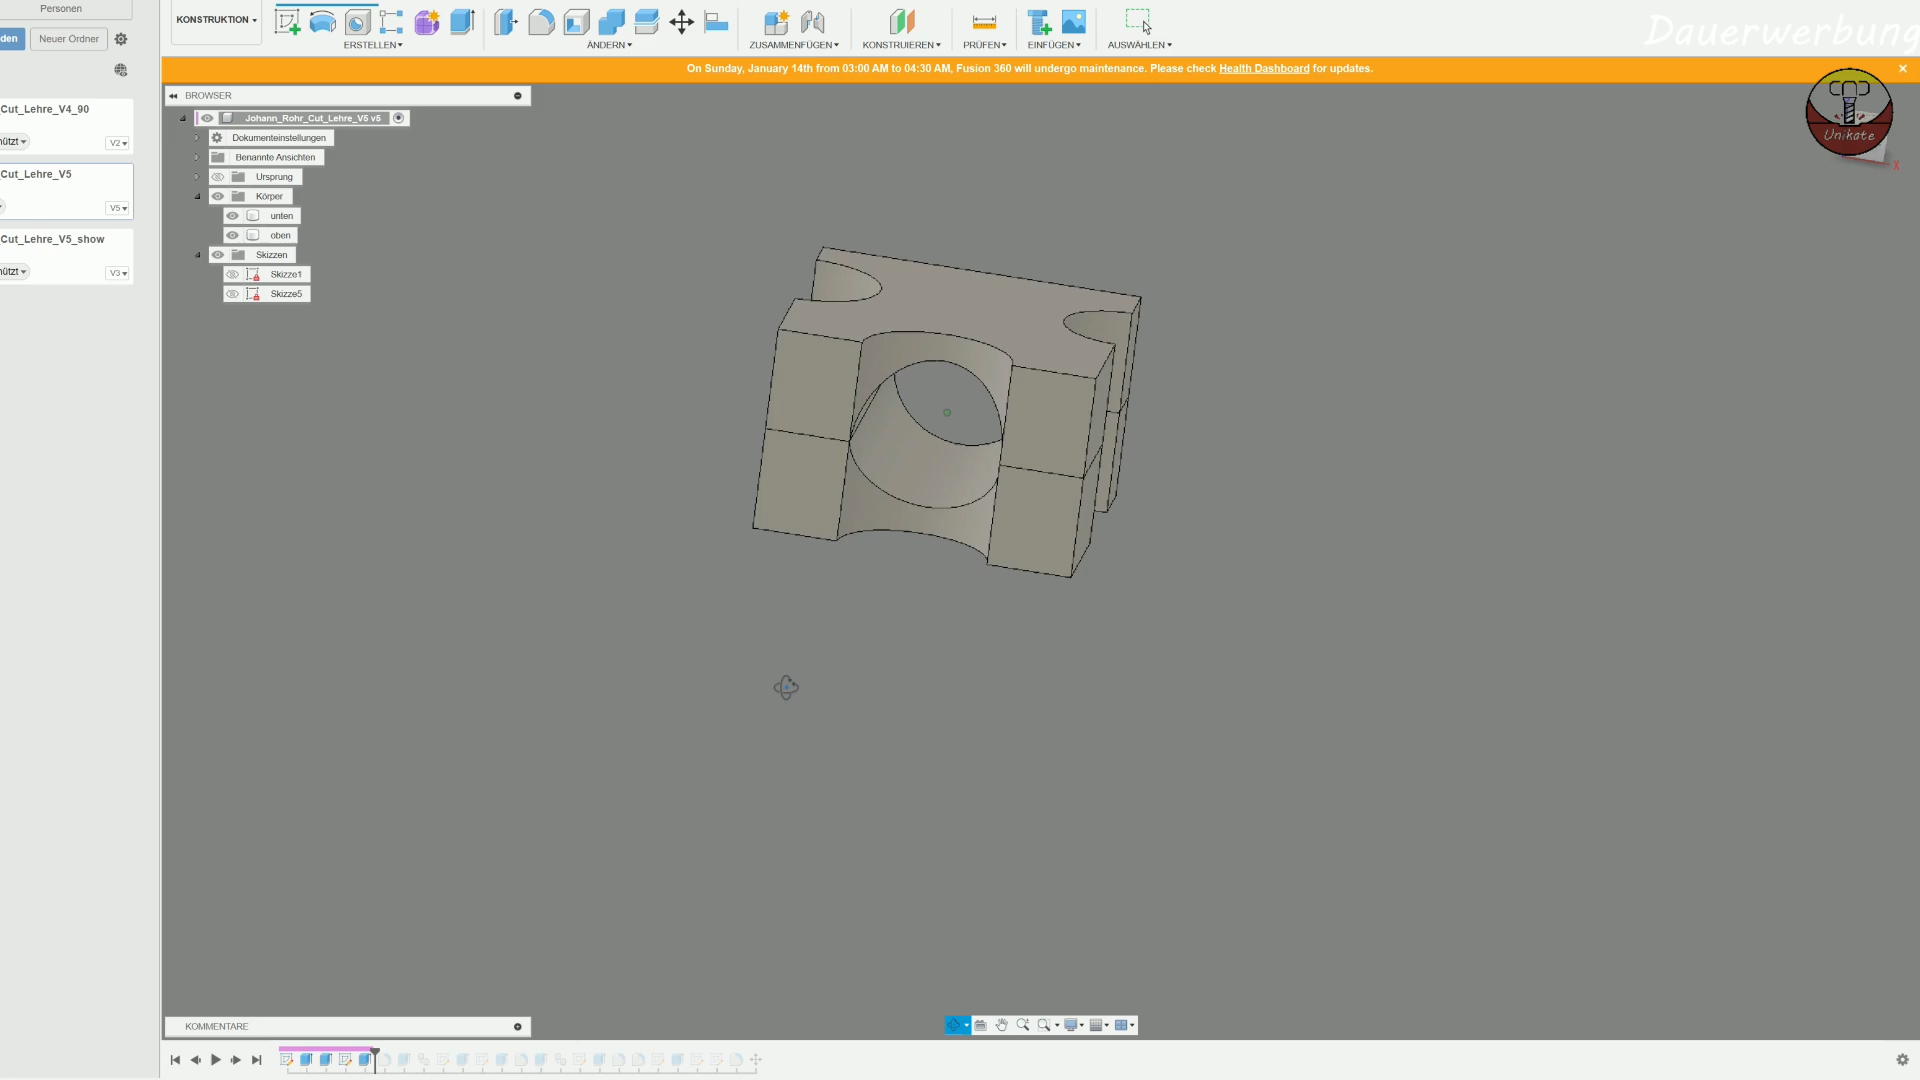 Personen
KONSTRUKTION
Dauerwerbung
den
Neuer Ordner
ERSTELLEN
ÄNDERN
ZUSAMMENFÜGEN
KONSTRUIEREN
PRÜFEN
EINFÜGEN
AUSWÄHLEN
On Sunday, January 14th from 03:00 AM to 04:30 AM, Fusion 360 will undergo maintenance. Please check Health Dashboard for updates.
BROWSER
Cut_Lehre_V4_90
Johann_Rohr_Cut_Lehre_V5 v5
Unikate
Dokumenteinstellungen
nützt
V2
Benannte Ansichten
X
Cut_Lehre_V5
Ursprung
Körper
V5
unten
Cut_Lehre_V5_show
oben
Skizzen
nützt
V3
Skizze1
Skizze5
KOMMENTARE